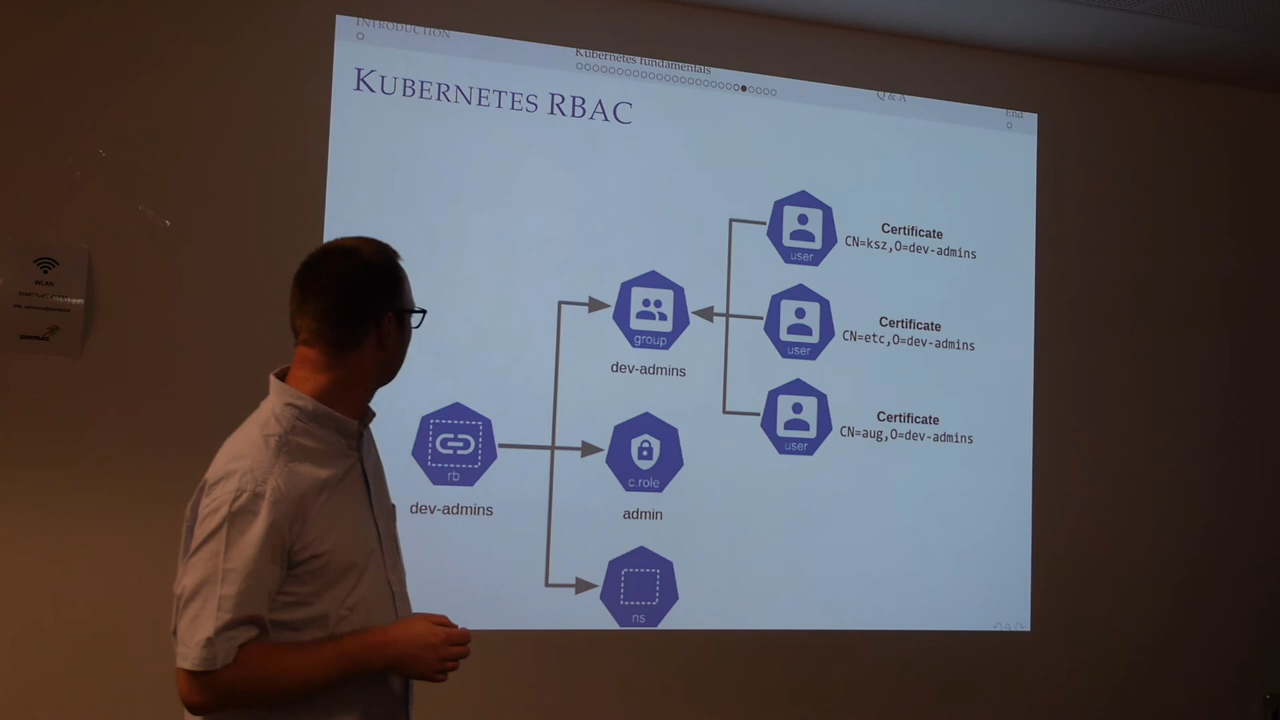 INTRODUCTION
Kubernetes fundamentals
Q & A
End
KUBERNETES RBAC
user
Certificate
CN=ksz,O=dev-admins
group
dev-admins
user
Certificate
CN=etc,O=dev-admins
user
Certificate
CN=aug,O=dev-admins
rb
dev-admins
c.role
admin
ns
WLAN